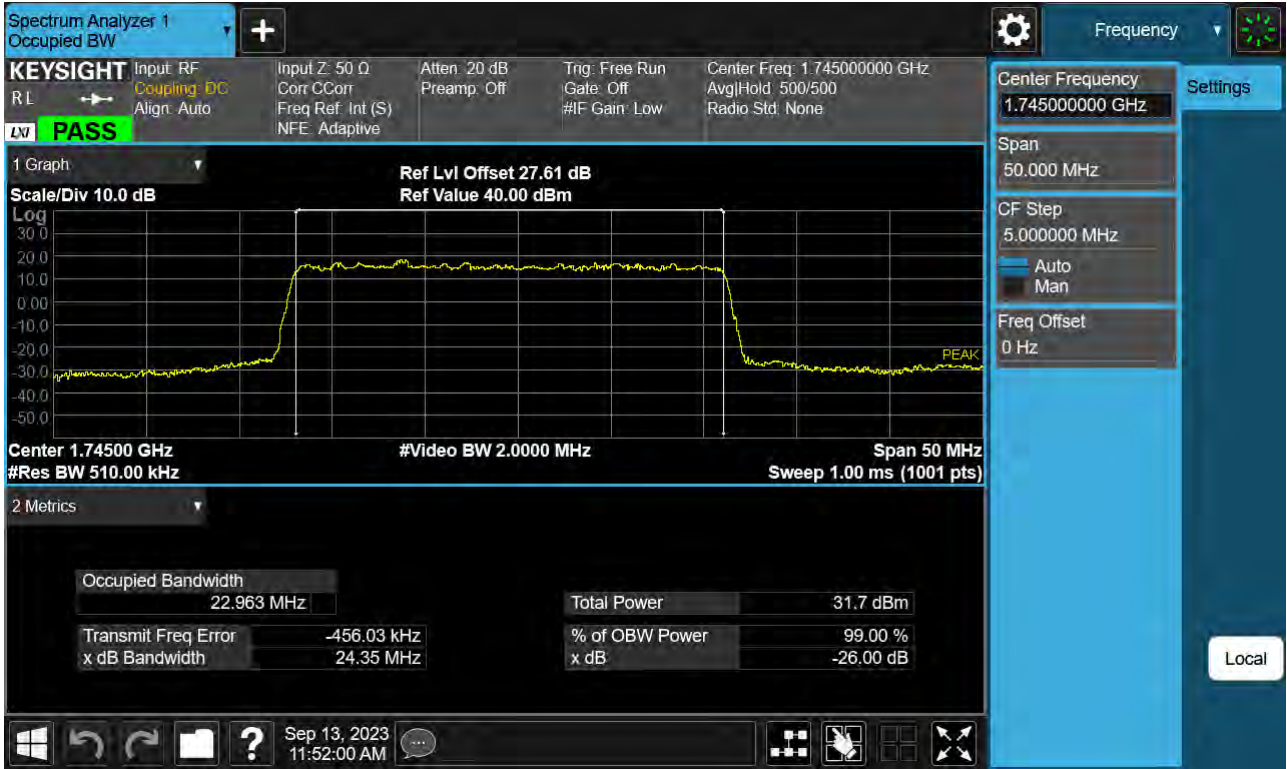 Spectrum Analyzer 1
Occupied BW
Frequency
KEYSIGHT
R L
LXI
PASS
Input: RF
Coupling: DC
Align: Auto
Input Z: 50 Ω
Corr CCorr
Freq Ref: Int (S)
NFE: Adaptive
Atten: 20 dB
Preamp: Off
Trig: Free Run
Gate: Off
#IF Gain: Low
Center Freq: 1.745000000 GHz
Avg|Hold: 500/500
Radio Std: None
1 Graph
Scale/Div 10.0 dB
Ref Lvl Offset 27.61 dB
Ref Value 40.00 dBm
Log
30.0
20.0
10.0
0.00
-10.0
-20.0
-30.0
-40.0
-50.0
PEAK
Center 1.74500 GHz
#Video BW 2.0000 MHz
Span 50 MHz
#Res BW 510.00 kHz
Sweep 1.00 ms (1001 pts)
2 Metrics
Occupied Bandwidth
22.963 MHz
Total Power 31.7 dBm
Transmit Freq Error -456.03 kHz
% of OBW Power 99.00 %
x dB Bandwidth 24.35 MHz
x dB -26.00 dB
Center Frequency
1.745000000 GHz
Settings
Span
50.000 MHz
CF Step
5.000000 MHz
Auto
Man
Freq Offset
0 Hz
Local
?
Sep 13, 2023
11:52:00 AM